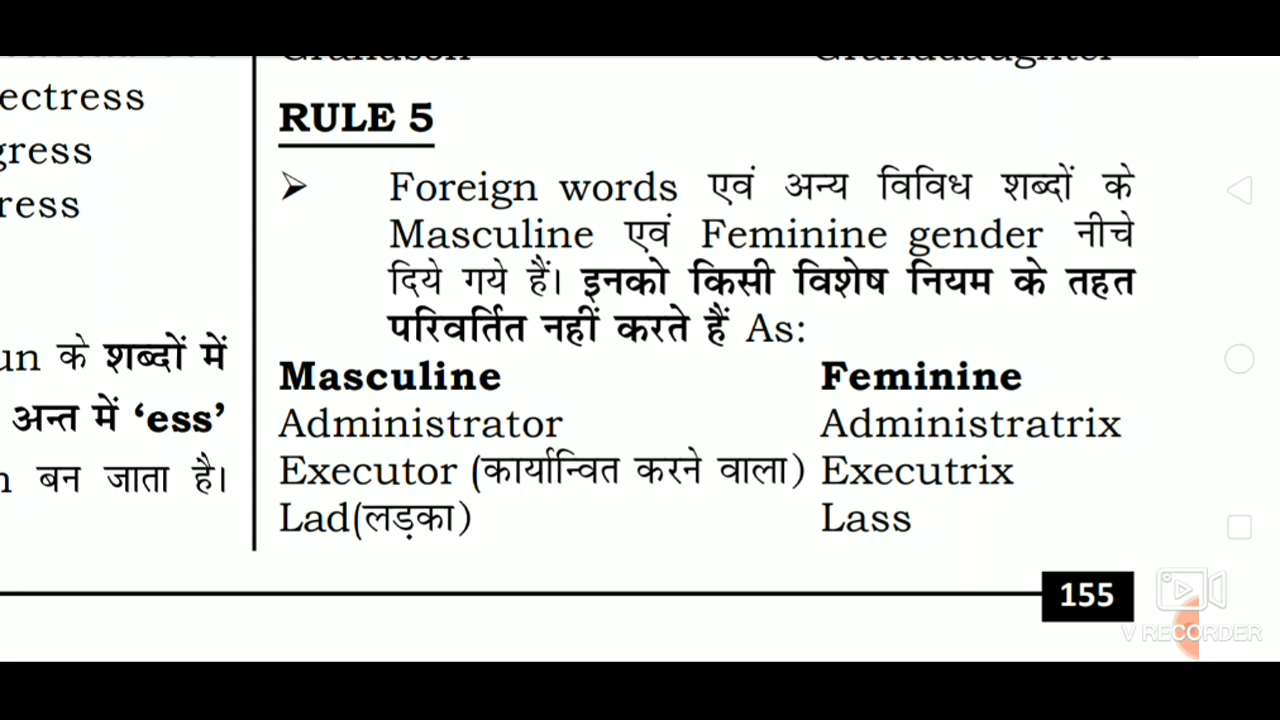 Grandson Granddaughter
ectress
gress
ress
un के शब्दों में
अन्त में ‘ess’
बन जाता है।
RULE 5
➢ Foreign words एवं अन्य विविध शब्दों के
Masculine एवं Feminine gender नीचे
दिये गये हैं। इनको किसी विशेष नियम के तहत
परिवर्तित नहीं करते हैं As:
Masculine Feminine
Administrator Administratrix
Executor (कार्यान्वित करने वाला) Executrix
Lad(लड़का) Lass
155
V RECORDER